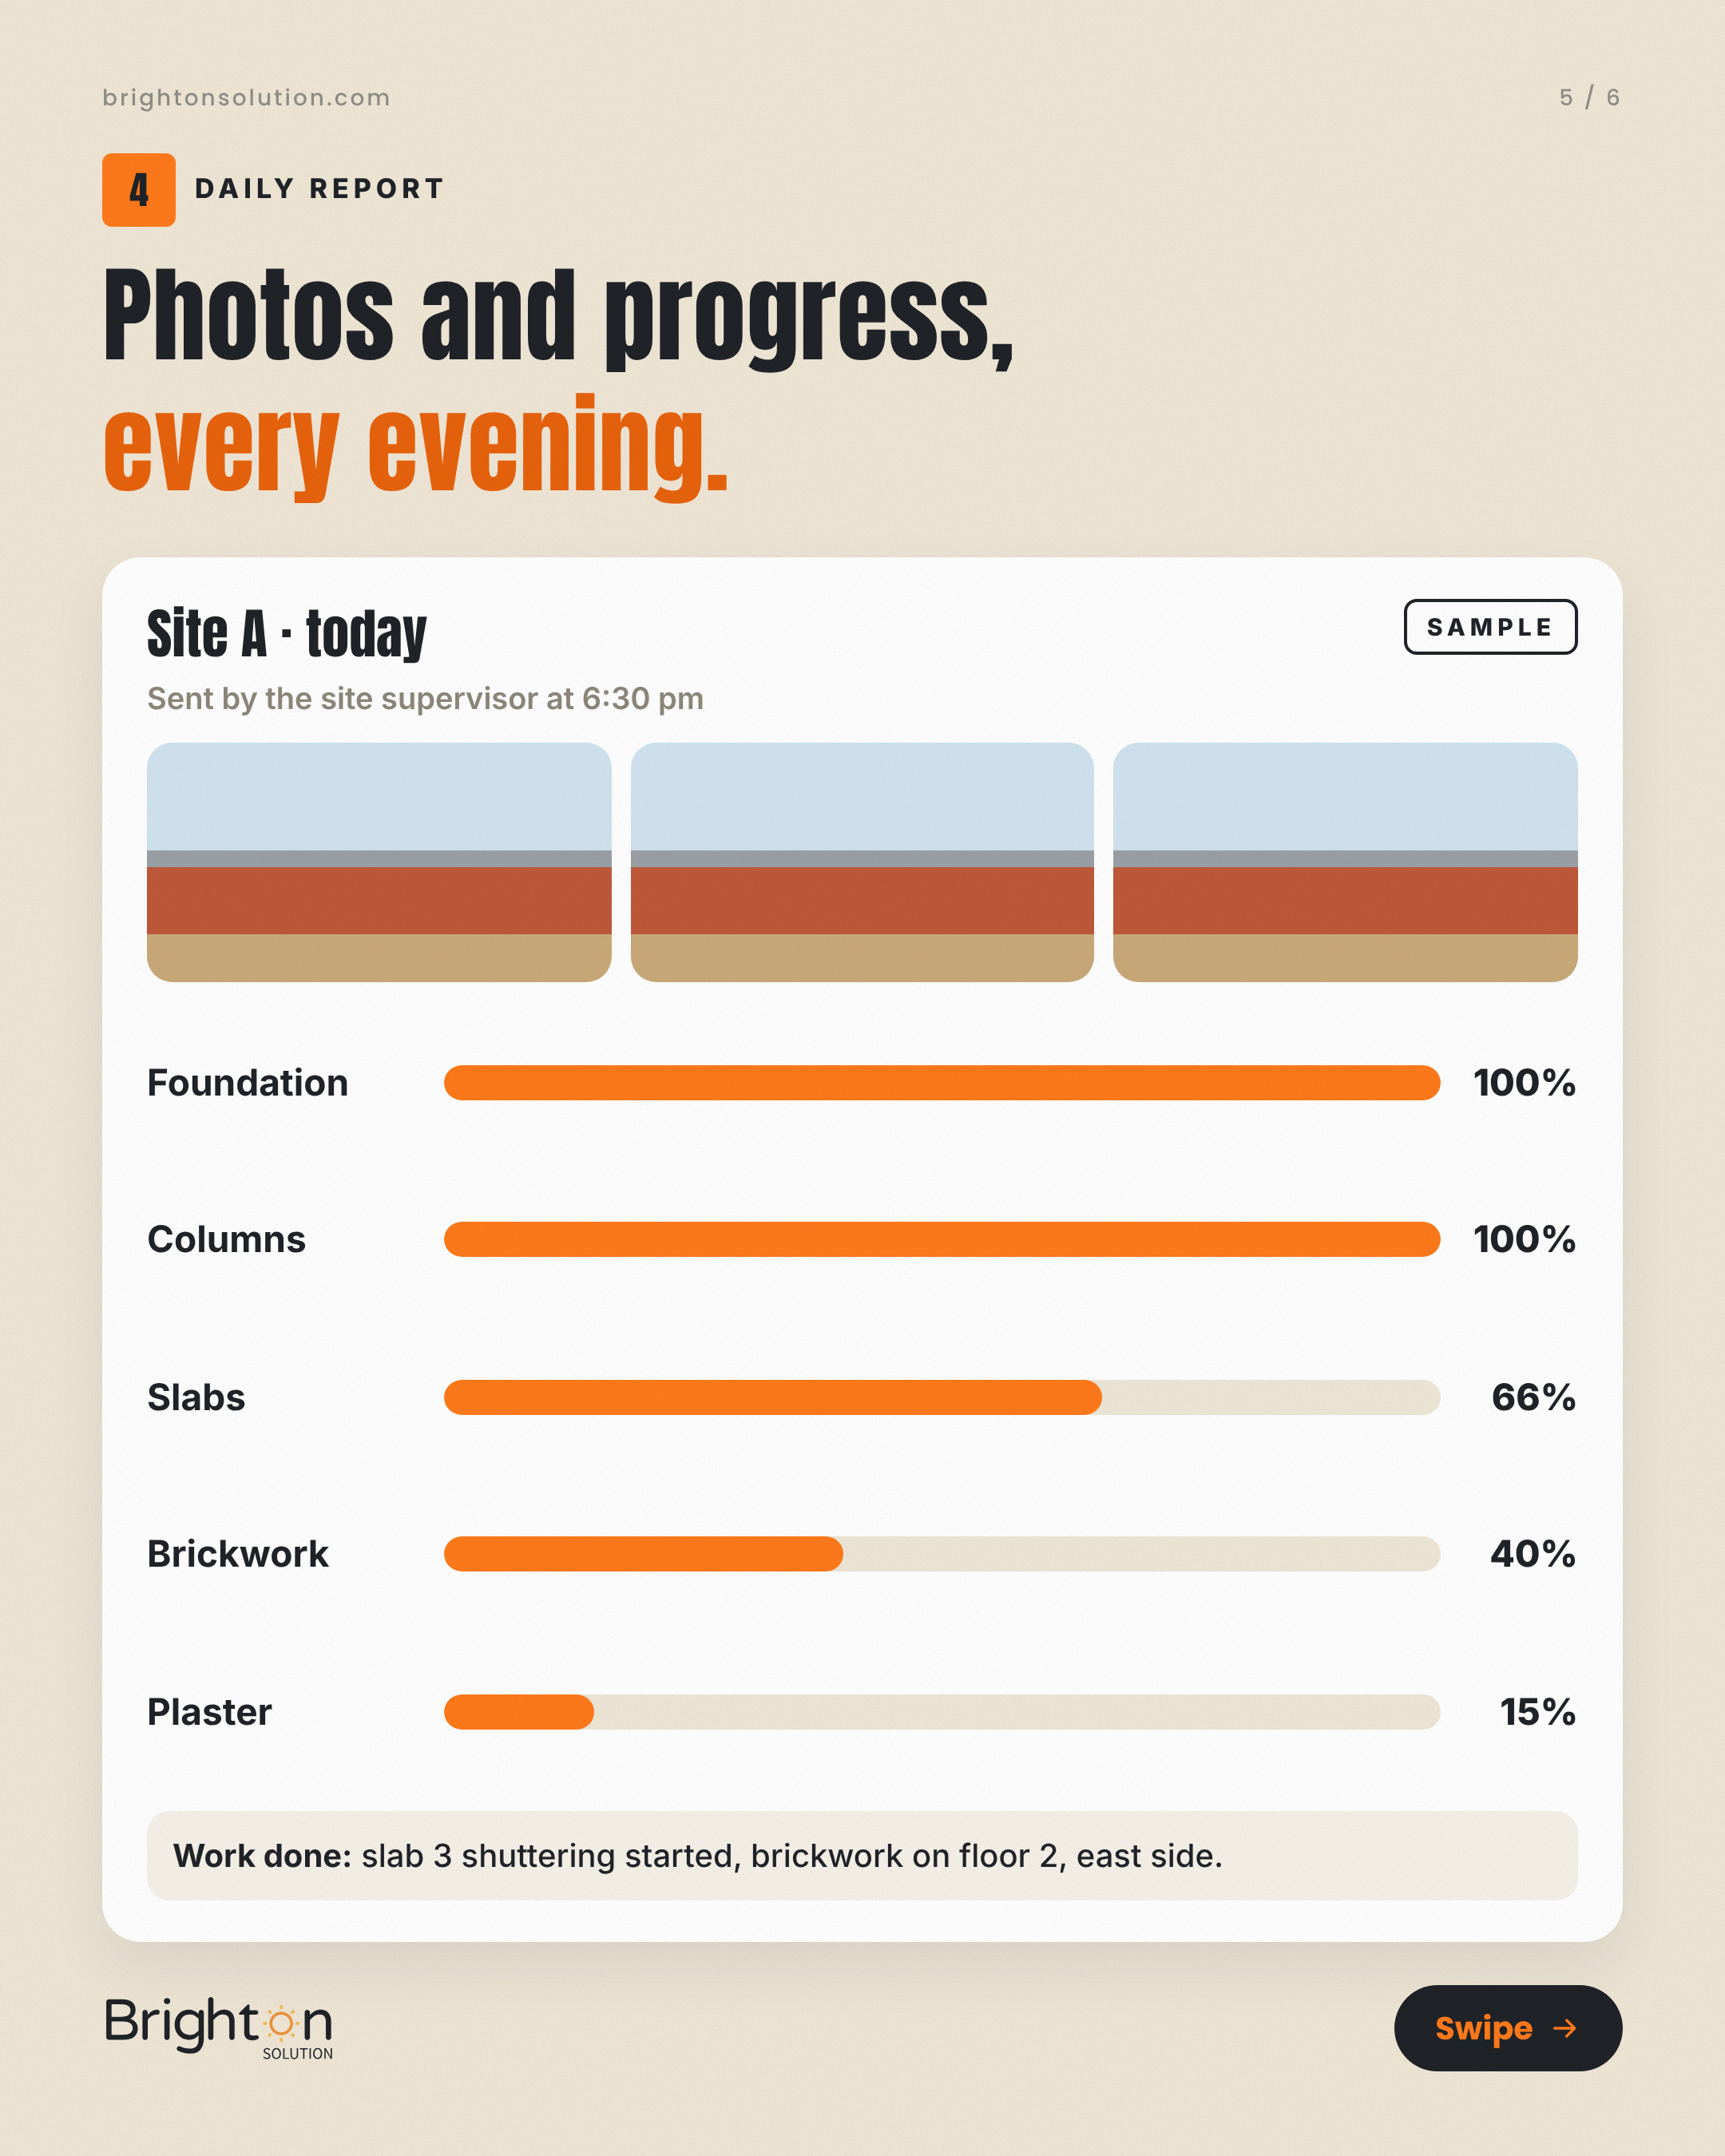 brightonsolution.com
5 / 6
4
DAILY REPORT
Photos and progress,
every evening.
Site A · today
SAMPLE
Sent by the site supervisor at 6:30 pm
Foundation 100%
Columns 100%
Slabs 66%
Brickwork 40%
Plaster 15%
Work done: slab 3 shuttering started, brickwork on floor 2, east side.
Brighton
SOLUTION
Swipe →